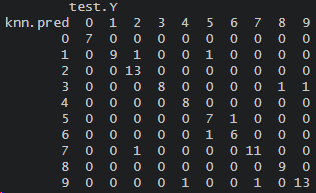 test.Y
knn.pred 0 1 2 3 4 5 6 7 8 9
0 7 0 0 0 0 0 0 0 0 0
1 0 9 1 0 0 1 0 0 0 0
2 0 0 13 0 0 0 0 0 0 0
3 0 0 0 8 0 0 0 0 1 1
4 0 0 0 0 8 0 0 0 0 0
5 0 0 0 0 0 7 1 0 0 0
6 0 0 0 0 0 1 6 0 0 0
7 0 0 1 0 0 0 0 11 0 0
8 0 0 0 0 0 0 0 0 9 0
9 0 0 0 0 1 0 0 1 0 13